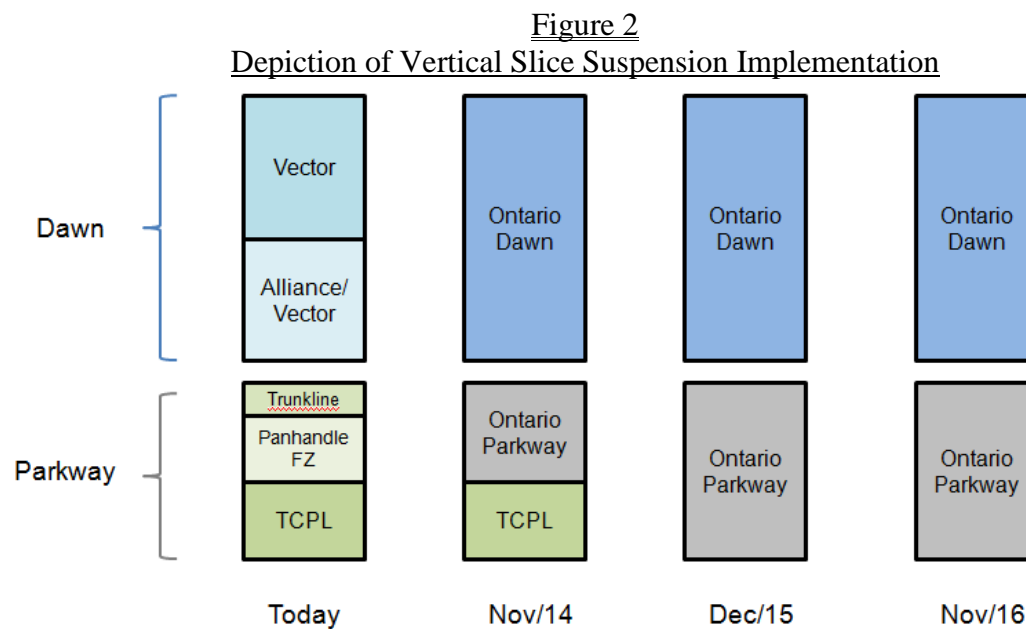 Figure 2
Depiction of Vertical Slice Suspension Implementation
Dawn
Vector
Alliance/
Vector
Ontario
Dawn
Ontario
Dawn
Ontario
Dawn
Parkway
Trunkline
Panhandle
FZ
TCPL
Ontario
Parkway
TCPL
Ontario
Parkway
Ontario
Parkway
Today
Nov/14
Dec/15
Nov/16